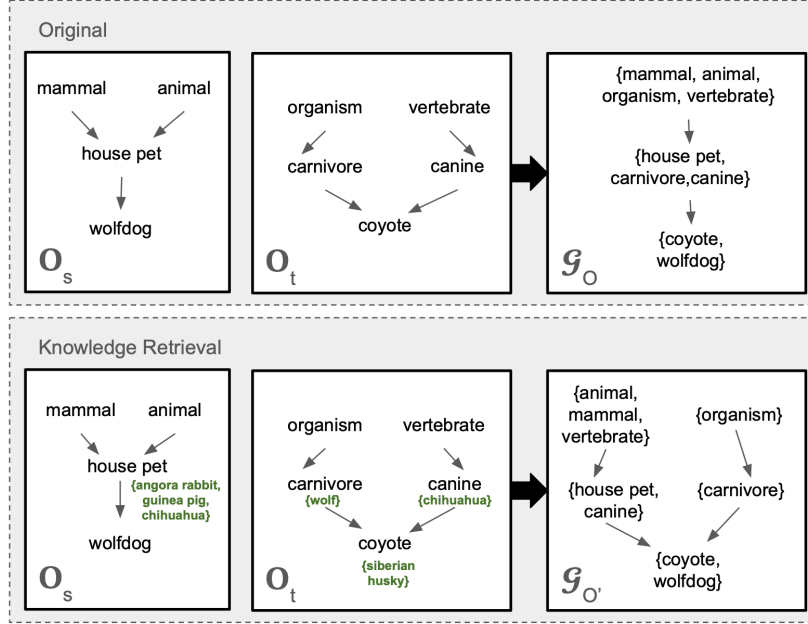 Original
mammal animal
house pet
wolfdog
Os
organism vertebrate
carnivore canine
coyote
Ot
{mammal, animal,
organism, vertebrate}
{house pet,
carnivore,canine}
{coyote,
wolfdog}
𝓖O
Knowledge Retrieval
mammal animal
house pet
{angora rabbit,
guinea pig,
chihuahua}
wolfdog
Os
organism vertebrate
carnivore canine
{wolf} {chihuahua}
coyote
{siberian
husky}
Ot
{animal,
mammal,
vertebrate}
{organism}
{house pet,
canine}
{carnivore}
{coyote,
wolfdog}
𝓖O'